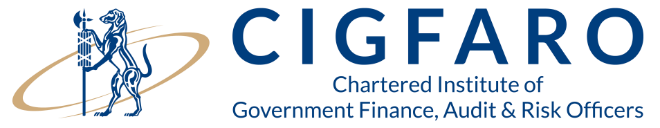 CIGFARO
Chartered Institute of
Government Finance, Audit & Risk Officers